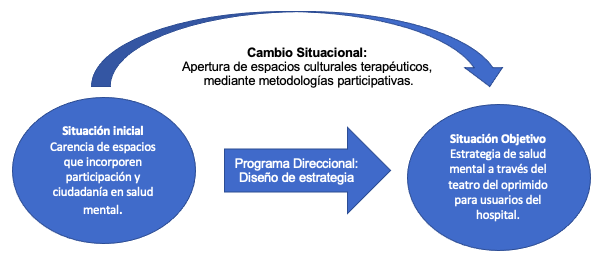 Cambio Situacional:
Apertura de espacios culturales terapéuticos,
mediante metodologías participativas.
Situación inicial
Carencia de espacios
que incorporen
participación y
ciudadanía en salud
mental.
Programa Direccional:
Diseño de estrategia
Situación Objetivo
Estrategia de salud
mental a través del
teatro del oprimido
para usuarios del
hospital.